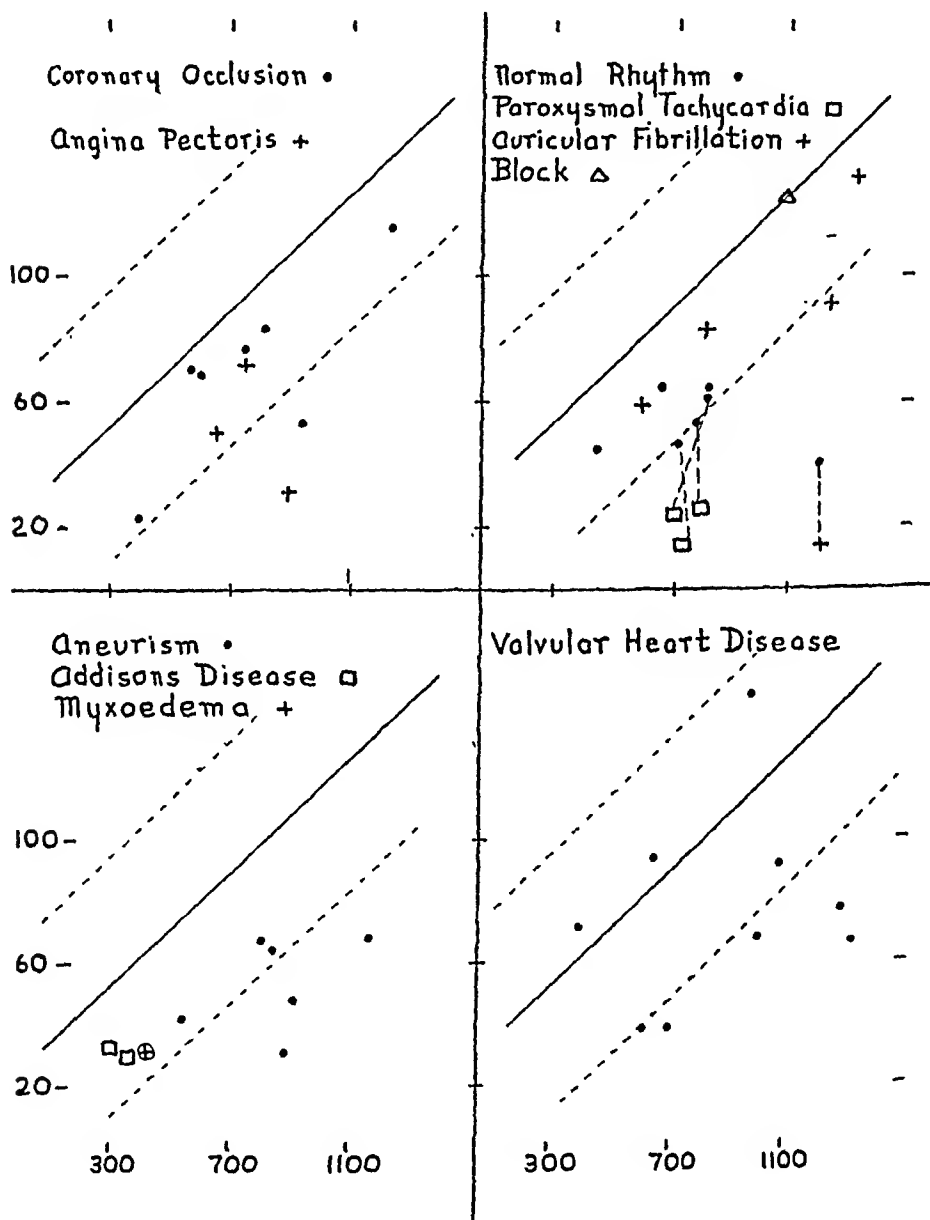 Coronary Occlusion •
Angina Pectoris +
100
60
20
Normal Rhythm •
Paroxysmal Tachycardia □
Auricular Fibrillation +
Block △
Aneurism •
Addisons Disease □
Myxoedema +
100
60
20
300 700 1100
Valvular Heart Disease
300 700 1100